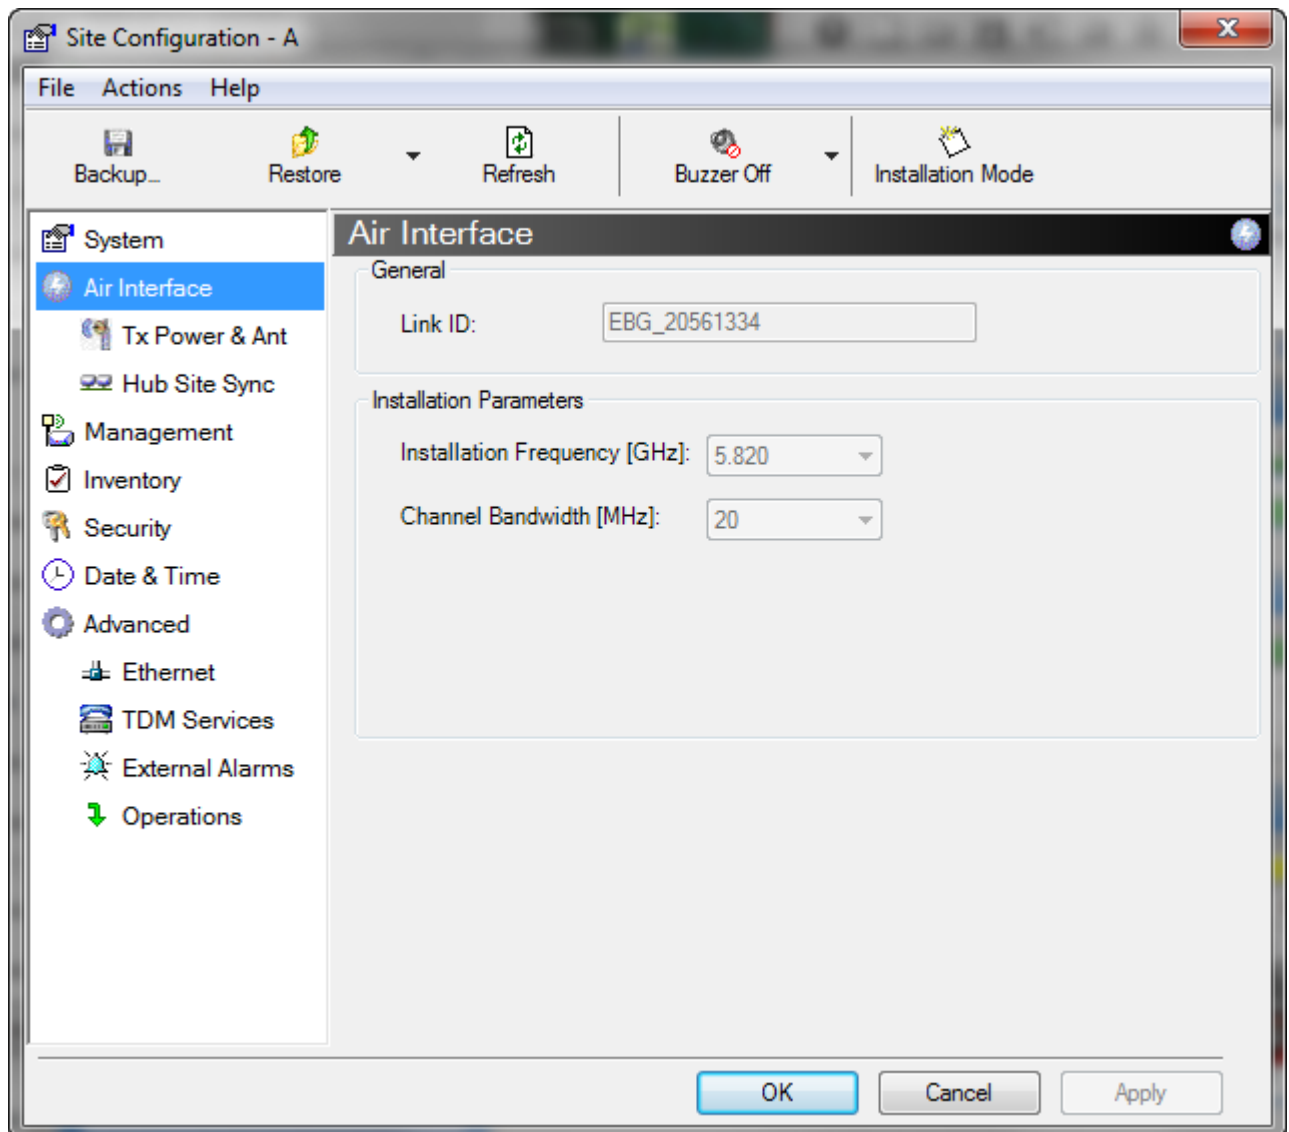 Site Configuration - A
File Actions Help
Backup... Restore Refresh Buzzer Off Installation Mode
System
Air Interface
Tx Power & Ant
Hub Site Sync
Management
Inventory
Security
Date & Time
Advanced
Ethernet
TDM Services
External Alarms
Operations
Air Interface
General
Link ID: EBG_20561334
Installation Parameters
Installation Frequency [GHz]: 5.820
Channel Bandwidth [MHz]: 20
OK Cancel Apply